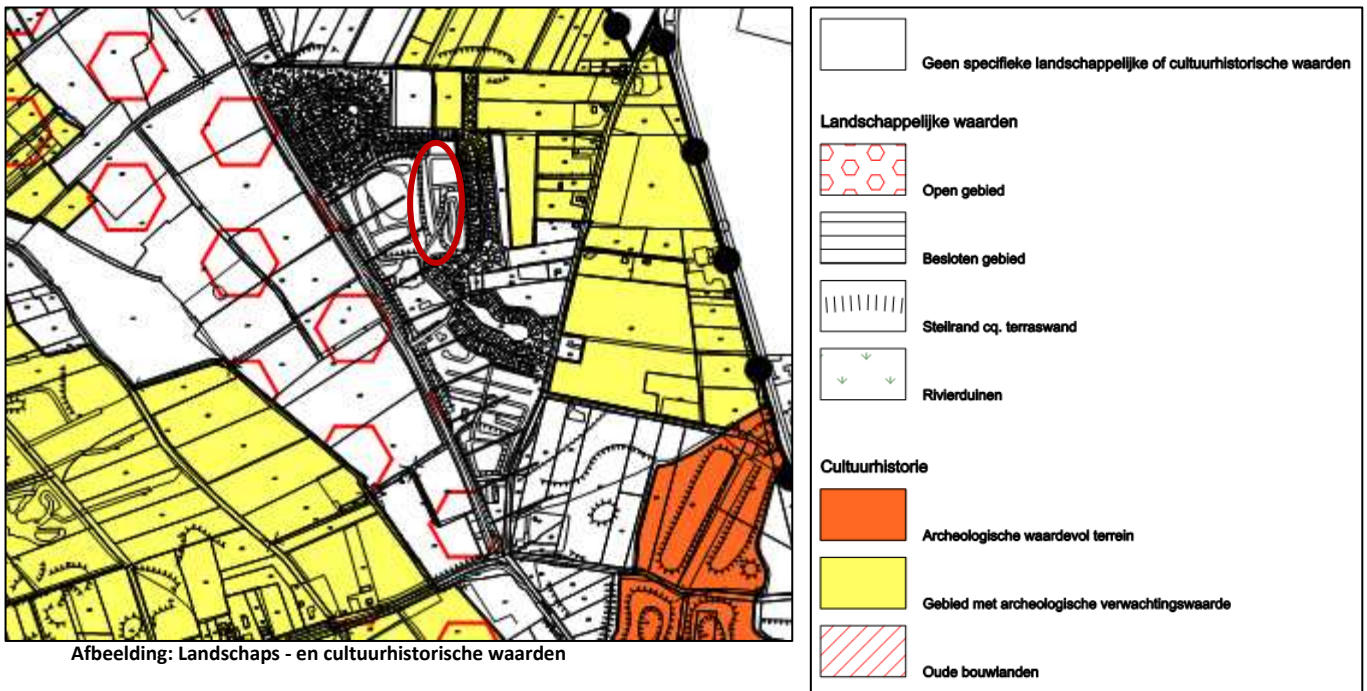 Geen specifieke landschappelijke of cultuurhistorische waarden
Landschappelijke waarden
Open gebied
Besloten gebied
Steilrand cq. terraswand
Rivierduinen
Cultuurhistorie
Archeologische waardevol terrein
Gebied met archeologische verwachtingswaarde
Oude bouwlanden
Afbeelding: Landschaps - en cultuurhistorische waarden